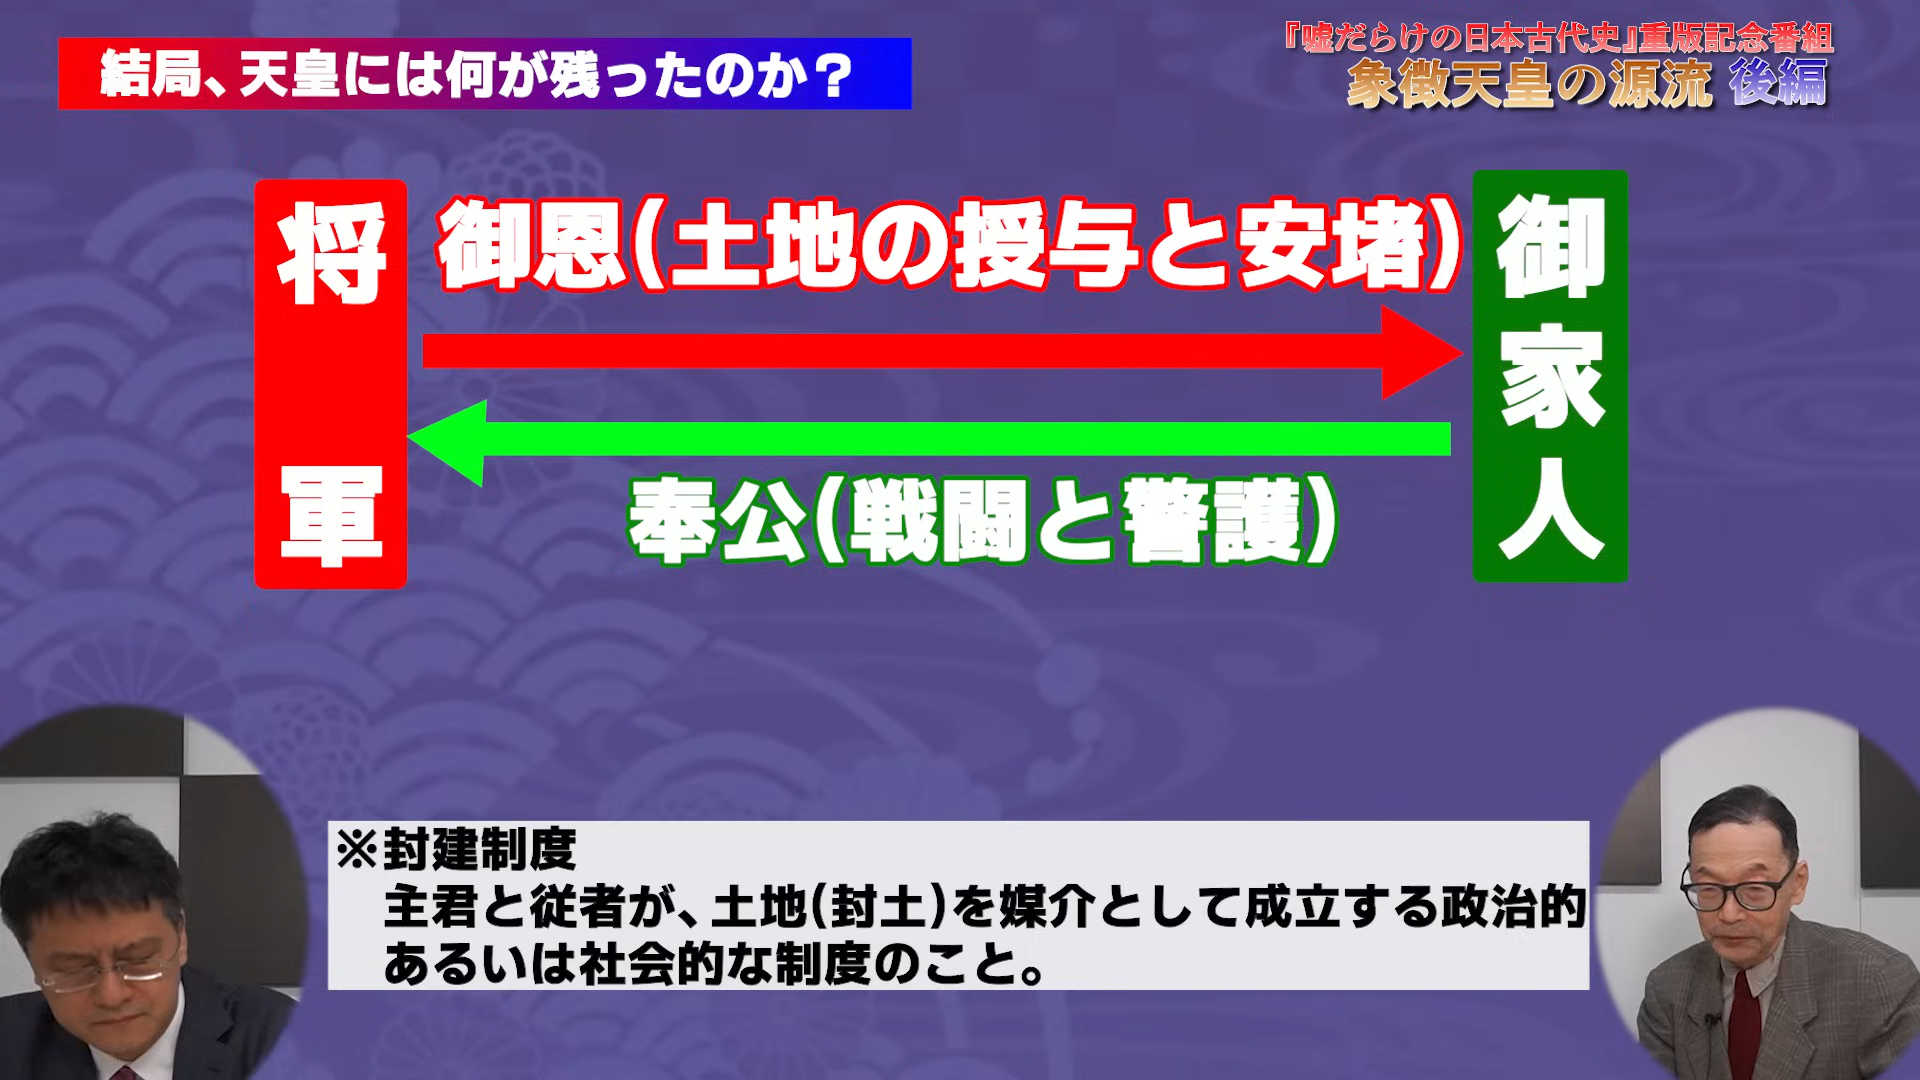 結局、天皇には何が残ったのか？
『嘘だらけの日本古代史』重版記念番組
象徴天皇の源流 後編
将軍
御恩(土地の授与と安堵)
御家人
奉公(戦闘と警護)
※封建制度
主君と従者が、土地(封土)を媒介として成立する政治的
あるいは社会的な制度のこと。